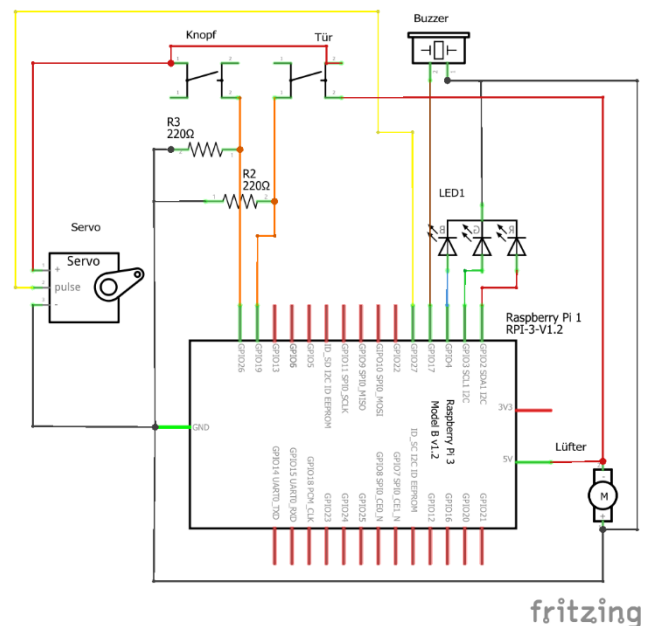 Buzzer
Knopf
Tür
R3
220Ω
R2
220Ω
LED1
B
G
R
Servo
Servo
+
pulse
-
Raspberry Pi 1
RPI-3-V1.2
GPIO26
GPIO19
GPIO13
GPIO6
GPIO5
ID_SD I2C ID EEPROM
GPIO11 SPI0_SCLK
GPIO9 SPI0_MISO
GPIO10 SPI0_MOSI
GPIO22
GPIO27
GPIO17
GPIO4
GPIO3 SCL1 I2C
GPIO2 SDA1 I2C
Raspberry Pi 3
Model B v1.2
3V3
5V
GND
Lüfter
M
GPIO14 UART0_TXD
GPIO15 UART0_RXD
GPIO18 PCM_CLK
GPIO23
GPIO24
GPIO25
GPIO8 SPI0_CE0_N
GPIO7 SPI0_CE1_N
ID_SC I2C ID EEPROM
GPIO12
GPIO16
GPIO20
GPIO21
fritzing